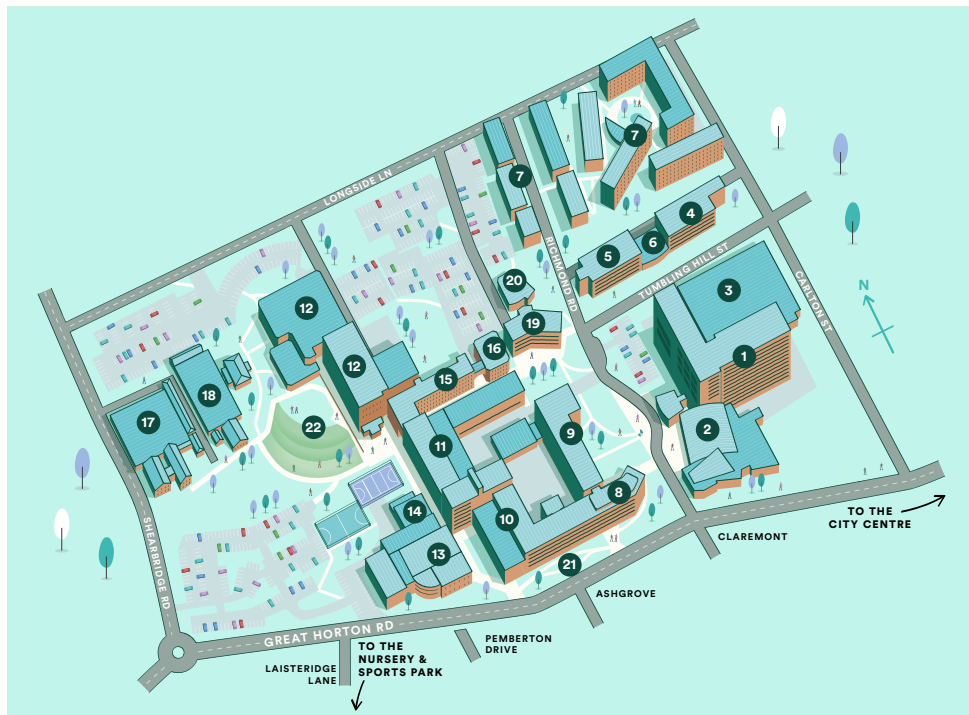 LONGSIDE LN
7
7
4
6
5
RICHMOND RD
TUMBLING HILL ST
20
3
CARLTON ST
N
12
19
16
1
12
15
18
17
22
11
9
2
8
14
10
13
21
SHEARBRIDGE RD
TO THE
CITY CENTRE
CLAREMONT
ASHGROVE
GREAT HORTON RD
PEMBERTON
DRIVE
LAISTERIDGE
LANE
TO THE
NURSERY &
SPORTS PARK